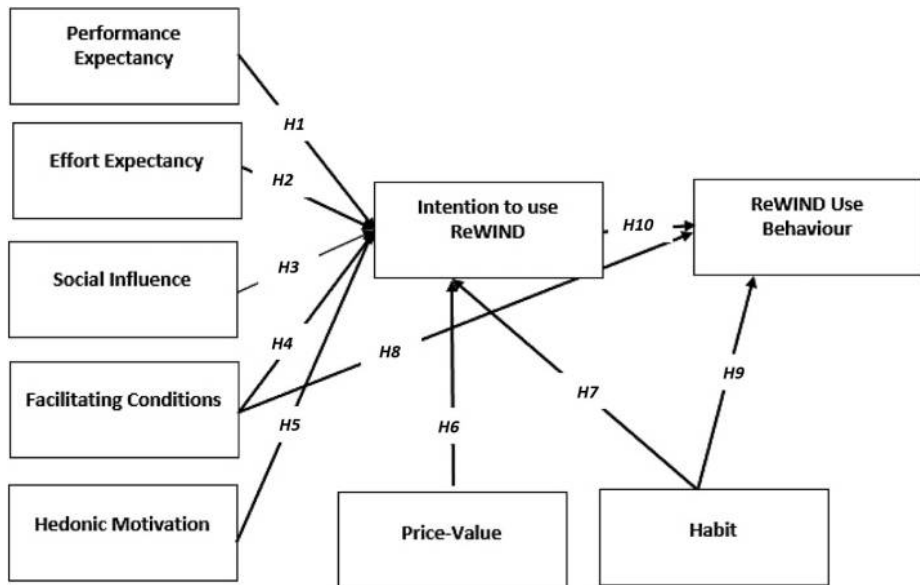 Performance
Expectancy
H1
Effort Expectancy
H2
Intention to use
ReWIND
H10
ReWIND Use
Behaviour
Social Influence
H3
H4
H8
Facilitating Conditions
H5
H6
H7
H9
Hedonic Motivation
Price-Value
Habit